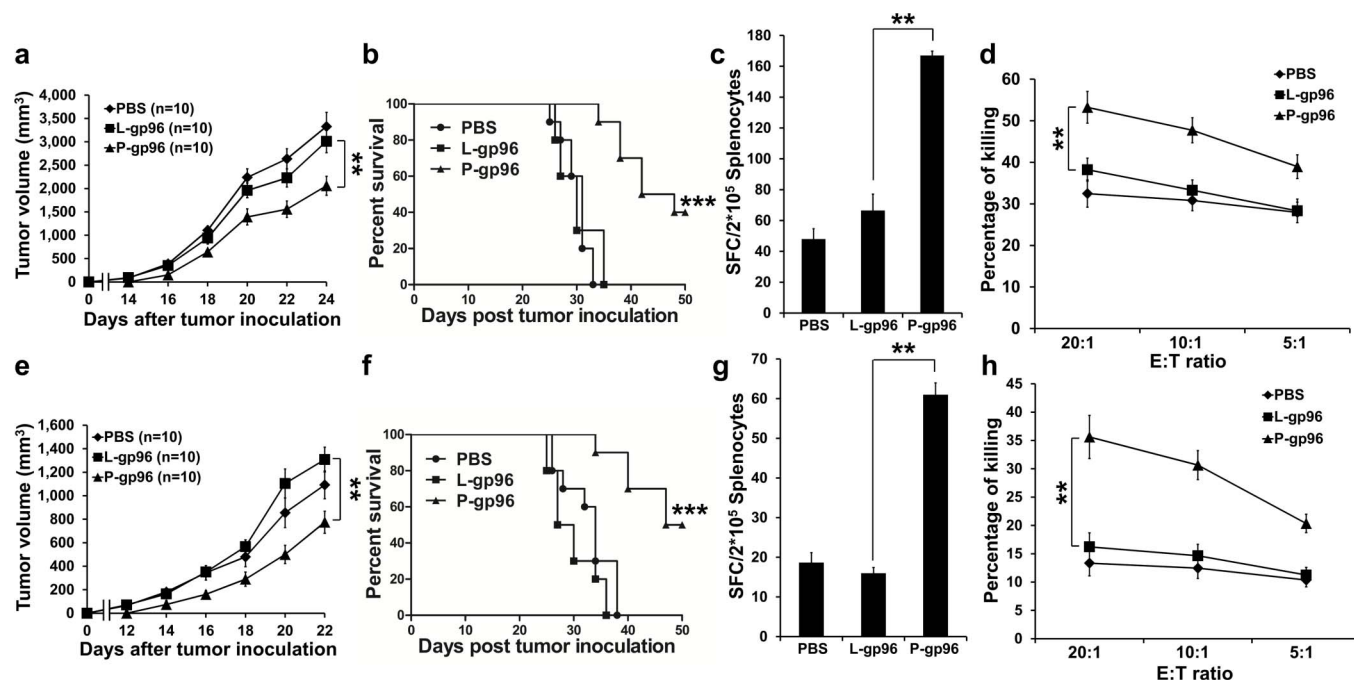 a
PBS (n=10)
L-gp96 (n=10)
P-gp96 (n=10)
Tumor volume (mm³)
4,000
3,500
3,000
2,500
2,000
1,500
1,000
500
0
**
0 14 16 18 20 22 24
Days after tumor inoculation
b
Percent survival
100
80
60
40
20
0
PBS
L-gp96
P-gp96
***
0 10 20 30 40 50
Days post tumor inoculation
c
SFC/2*10⁵ Splenocytes
180
160
140
120
100
80
60
40
20
0
**
PBS L-gp96 P-gp96
d
PBS
L-gp96
P-gp96
Percentage of killing
60
50
40
30
20
10
0
**
20:1 10:1 5:1
E:T ratio
e
PBS (n=10)
L-gp96 (n=10)
P-gp96 (n=10)
Tumor volume (mm³)
1,600
1,400
1,200
1,000
800
600
400
200
0
**
0 12 14 16 18 20 22
Days after tumor inoculation
f
Percent survival
100
80
60
40
20
0
PBS
L-gp96
P-gp96
***
0 10 20 30 40 50
Days post tumor inoculation
g
SFC/2*10⁵ Splenocytes
70
60
50
40
30
20
10
0
**
PBS L-gp96 P-gp96
h
PBS
L-gp96
P-gp96
Percentage of killing
45
40
35
30
25
20
15
10
5
0
**
20:1 10:1 5:1
E:T ratio